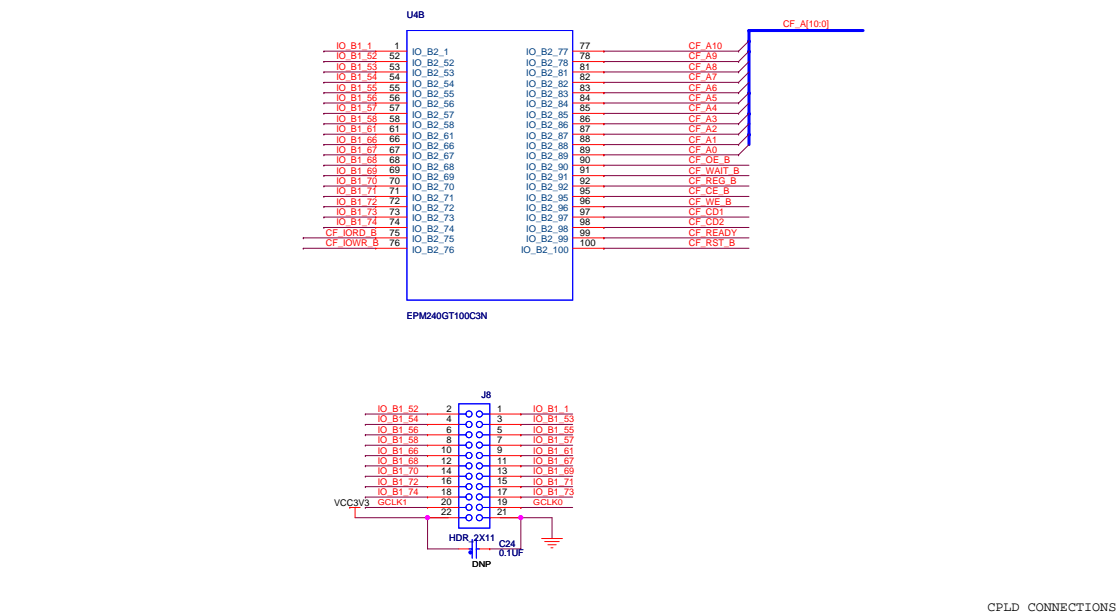 U4B
CF_A[10:0]
IO_B1_1 1 IO_B2_1 IO_B2_77 77 CF_A10
IO_B1_52 52 IO_B2_52 IO_B2_78 78 CF_A9
IO_B1_53 53 IO_B2_53 IO_B2_81 81 CF_A8
IO_B1_54 54 IO_B2_54 IO_B2_82 82 CF_A7
IO_B1_55 55 IO_B2_55 IO_B2_83 83 CF_A6
IO_B1_56 56 IO_B2_56 IO_B2_84 84 CF_A5
IO_B1_57 57 IO_B2_57 IO_B2_85 85 CF_A4
IO_B1_58 58 IO_B2_58 IO_B2_86 86 CF_A3
IO_B1_61 61 IO_B2_61 IO_B2_87 87 CF_A2
IO_B1_66 66 IO_B2_66 IO_B2_88 88 CF_A1
IO_B1_67 67 IO_B2_67 IO_B2_89 89 CF_A0
IO_B1_68 68 IO_B2_68 IO_B2_90 90 CF_OE_B
IO_B1_69 69 IO_B2_69 IO_B2_91 91 CF_WAIT_B
IO_B1_70 70 IO_B2_70 IO_B2_92 92 CF_REG_B
IO_B1_71 71 IO_B2_71 IO_B2_95 95 CF_CE_B
IO_B1_72 72 IO_B2_72 IO_B2_96 96 CF_WE_B
IO_B1_73 73 IO_B2_73 IO_B2_97 97 CF_CD1
IO_B1_74 74 IO_B2_74 IO_B2_98 98 CF_CD2
CF_IORD_B 75 IO_B2_75 IO_B2_99 99 CF_READY
CF_IOWR_B 76 IO_B2_76 IO_B2_100 100 CF_RST_B
EPM240GT100C3N
J8
IO_B1_52 2 1 IO_B1_1
IO_B1_54 4 3 IO_B1_53
IO_B1_56 6 5 IO_B1_55
IO_B1_58 8 7 IO_B1_57
IO_B1_66 10 9 IO_B1_61
IO_B1_68 12 11 IO_B1_67
IO_B1_70 14 13 IO_B1_69
IO_B1_72 16 15 IO_B1_71
IO_B1_74 18 17 IO_B1_73
VCC3V3 GCLK1 20 19 GCLK0
22 21
HDR_2X11
C24
0.1UF
DNP
CPLD CONNECTIONS